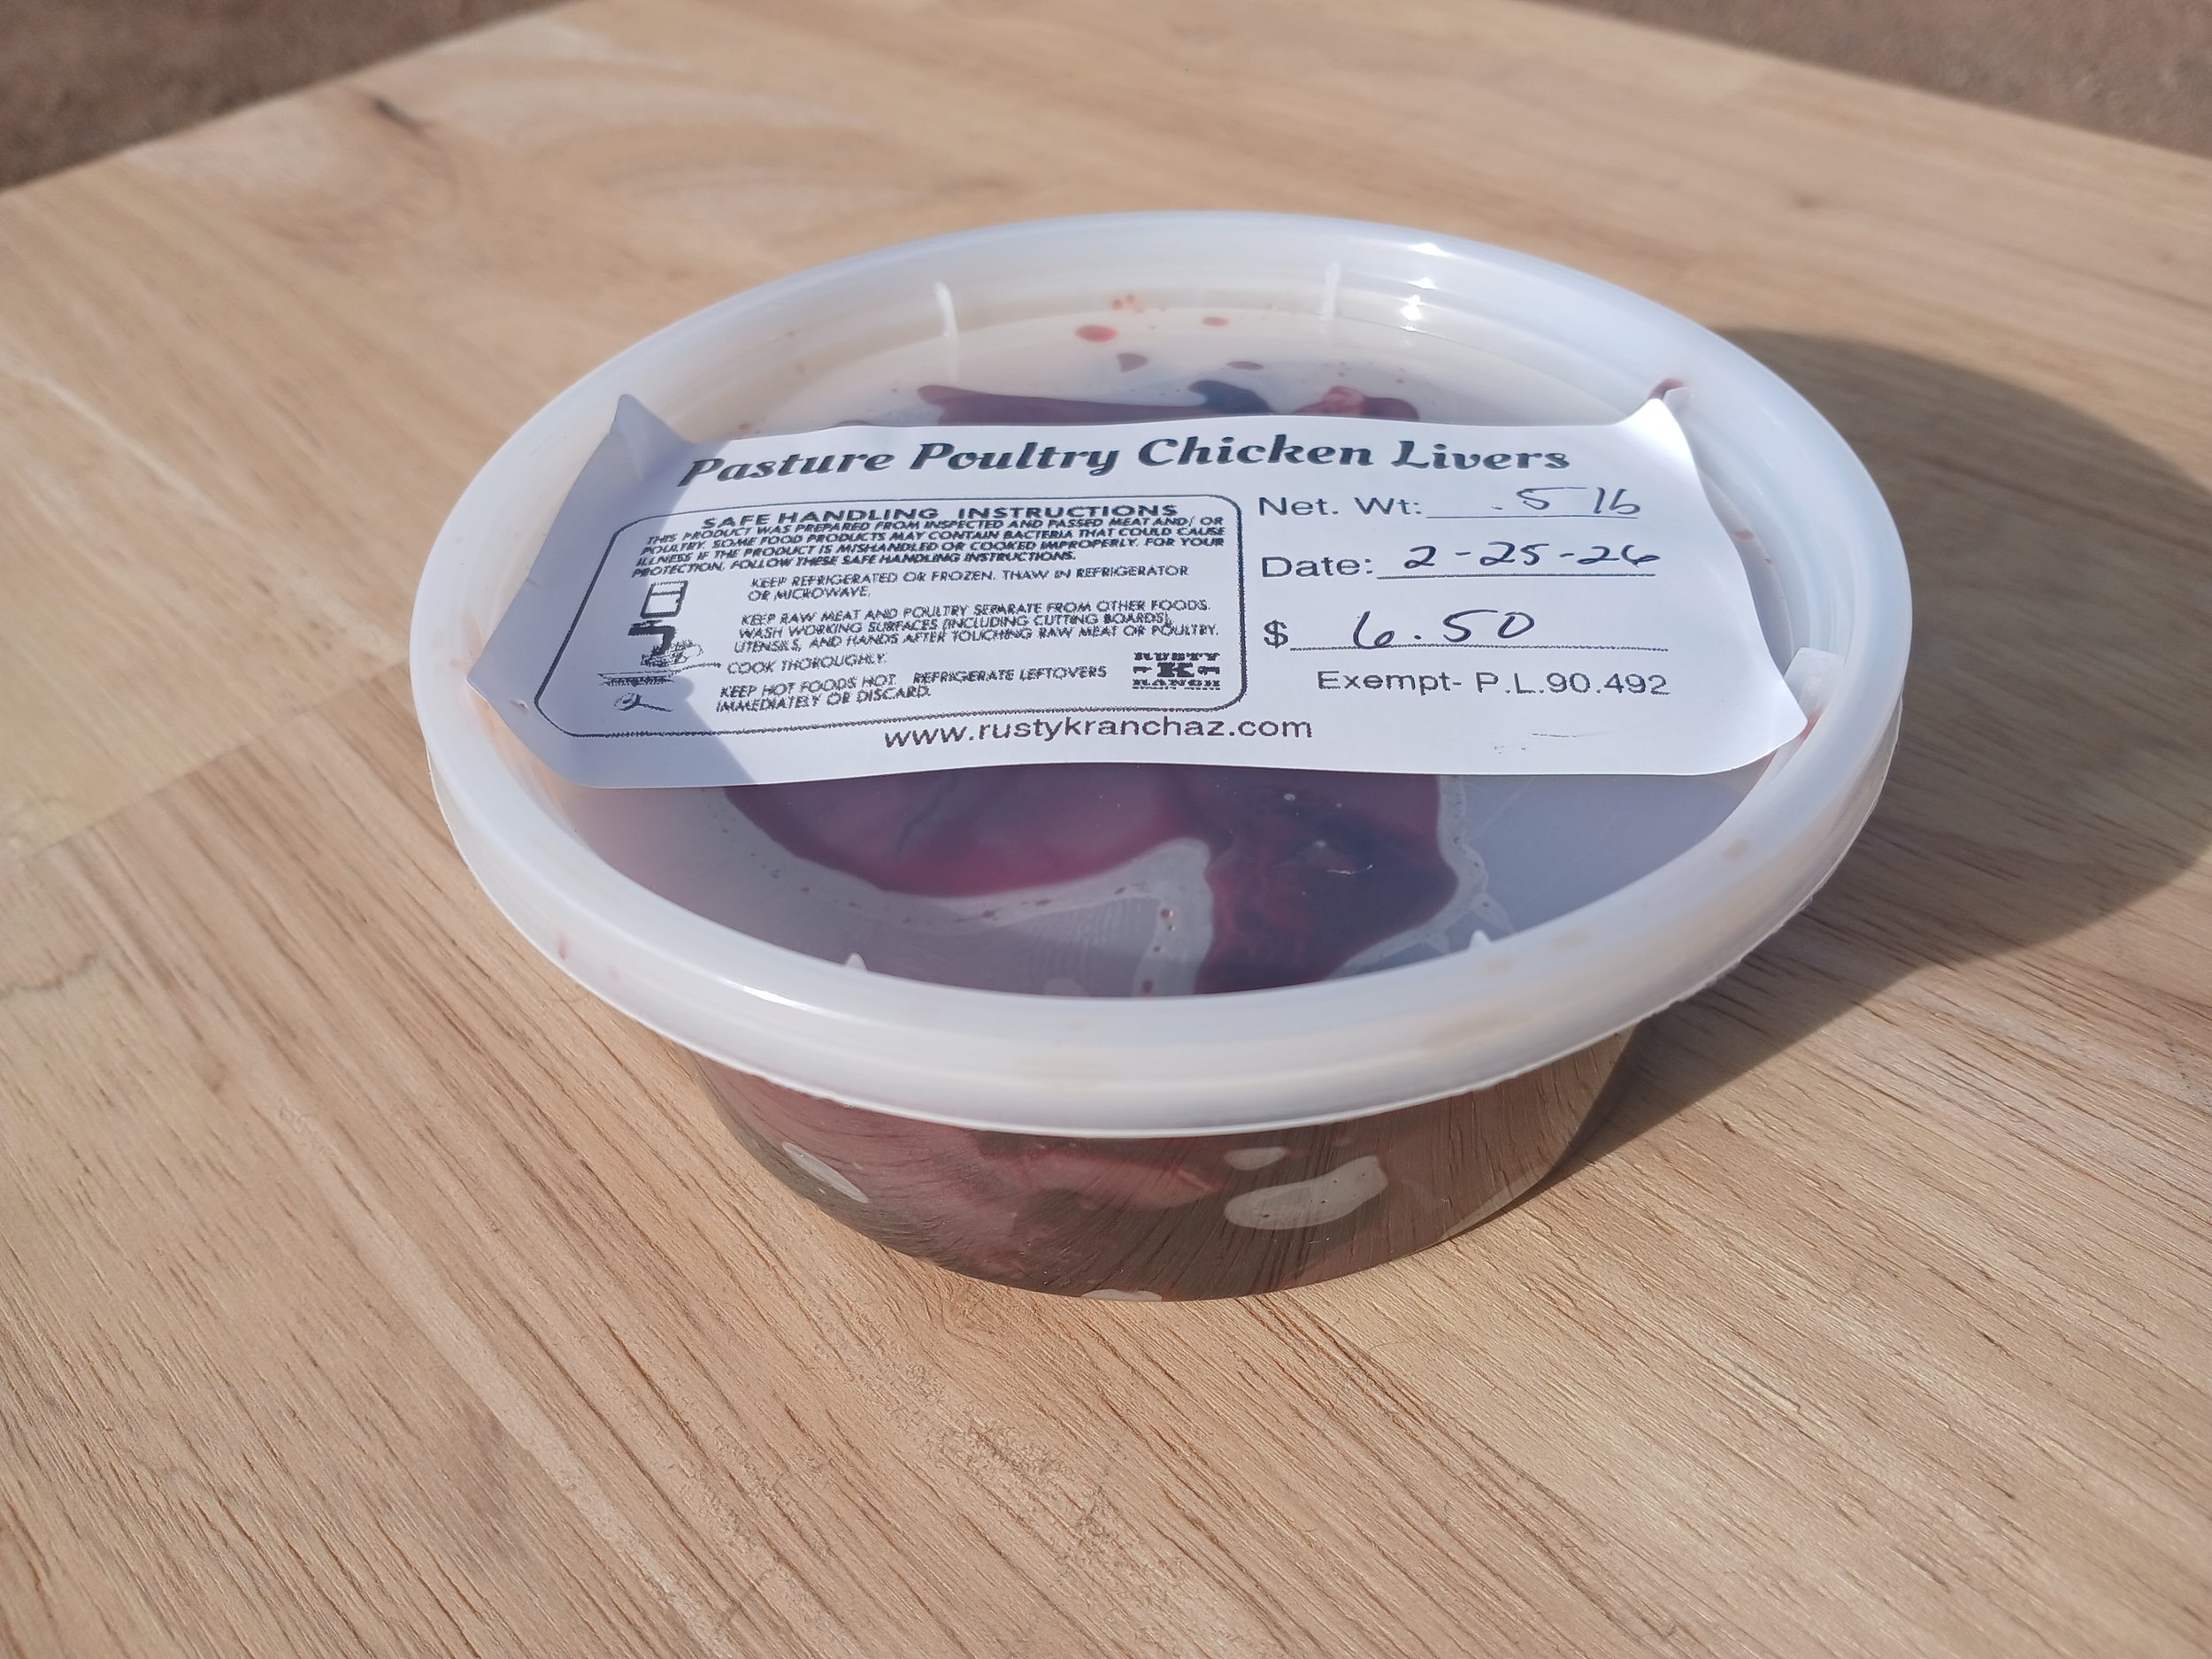 Pasture Poultry Chicken Livers
SAFE HANDLING INSTRUCTIONS
THIS PRODUCT WAS PREPARED FROM INSPECTED AND PASSED MEAT AND/ OR
POULTRY. SOME FOOD PRODUCTS MAY CONTAIN BACTERIA THAT COULD CAUSE
ILLNESS IF THE PRODUCT IS MISHANDLED OR COOKED IMPROPERLY. FOR YOUR
PROTECTION, FOLLOW THESE SAFE HANDLING INSTRUCTIONS.
KEEP REFRIGERATED OR FROZEN. THAW IN REFRIGERATOR
OR MICROWAVE.
KEEP RAW MEAT AND POULTRY SEPARATE FROM OTHER FOODS.
WASH WORKING SURFACES (INCLUDING CUTTING BOARDS),
UTENSILS, AND HANDS AFTER TOUCHING RAW MEAT OR POULTRY.
COOK THOROUGHLY.
KEEP HOT FOODS HOT. REFRIGERATE LEFTOVERS
IMMEDIATELY OR DISCARD.
RUSTY
K
RANCH
Net. Wt: .5 lb
Date: 2-25-26
$ 6.50
Exempt- P.L.90.492
www.rustykranchaz.com